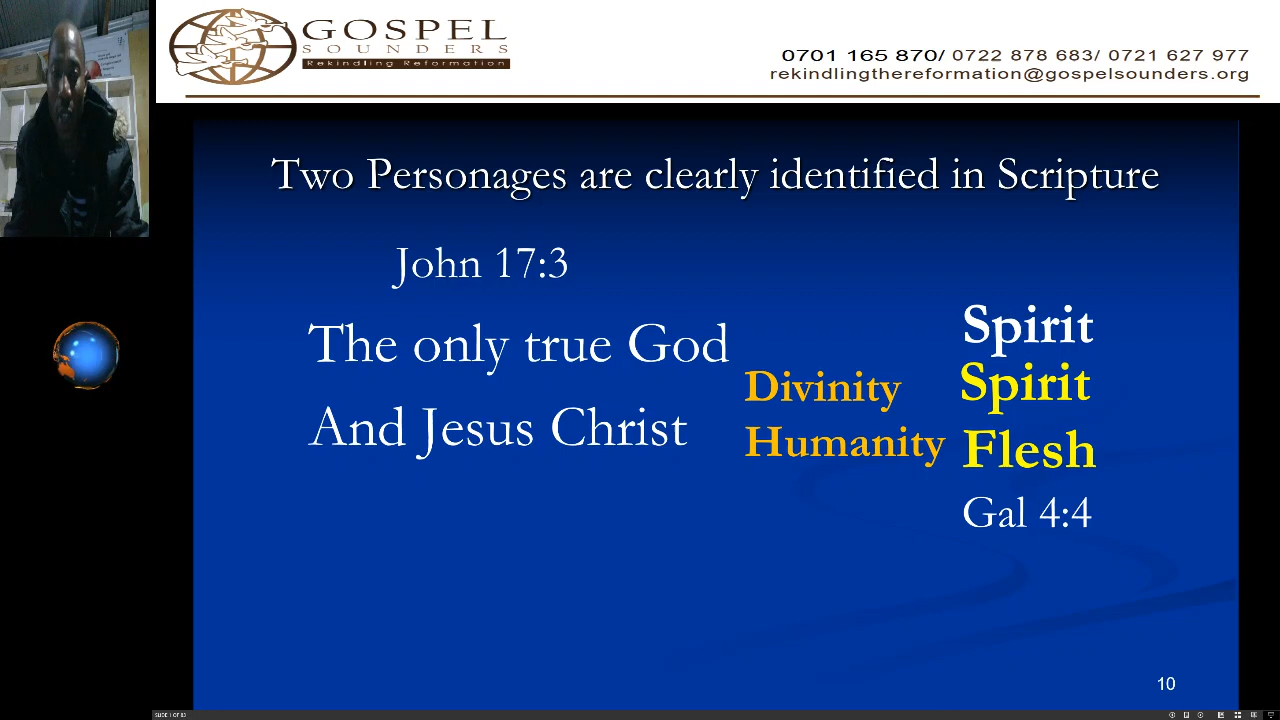 GOSPEL
SOUNDERS
Rekindling Reformation
0701 165 870/ 0722 878 683/ 0721 627 977
rekindlingthereformation@gospelsounders.org
Two Personages are clearly identified in Scripture
John 17:3
The only true God
And Jesus Christ
Divinity
Humanity
Spirit
Spirit
Flesh
Gal 4:4
10